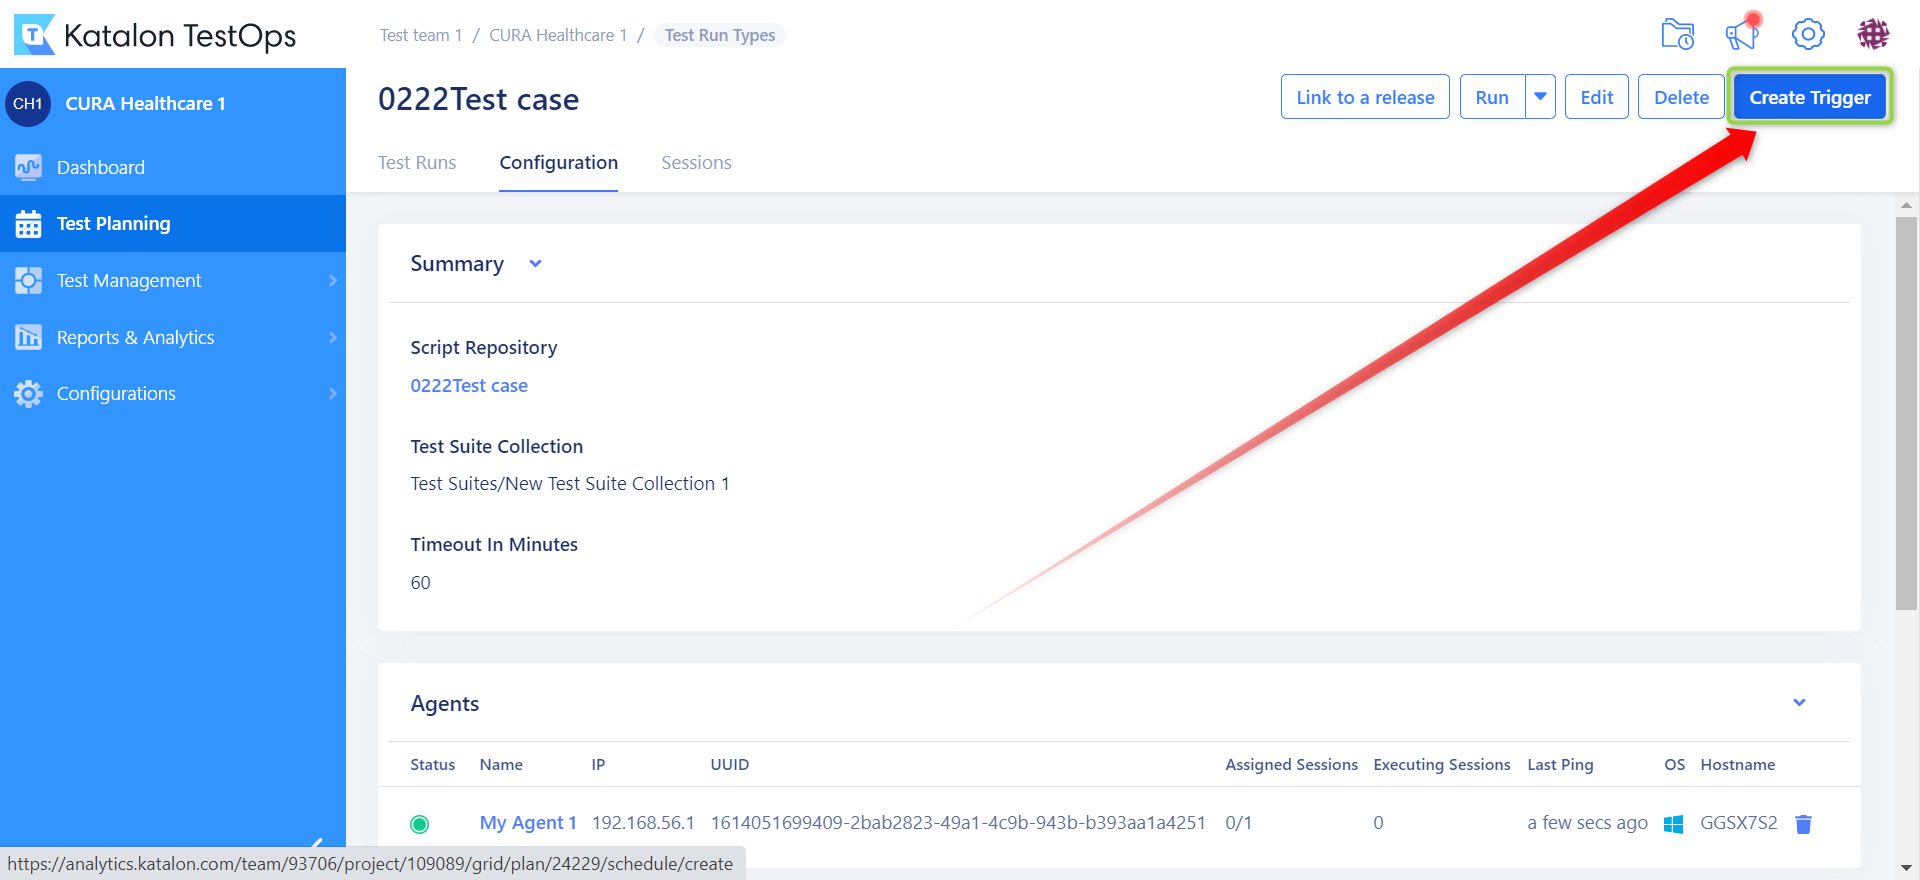 Katalon TestOps
Test team 1 / CURA Healthcare 1 / Test Run Types
CH1 CURA Healthcare 1
0222Test case
Link to a release Run Edit Delete Create Trigger
Dashboard
Test Runs Configuration Sessions
Test Planning
Test Management
Reports & Analytics
Configurations
Summary
Script Repository
0222Test case
Test Suite Collection
Test Suites/New Test Suite Collection 1
Timeout In Minutes
60
Agents
Status Name IP UUID Assigned Sessions Executing Sessions Last Ping OS Hostname
My Agent 1 192.168.56.1 1614051699409-2bab2823-49a1-4c9b-943b-b393aa1a4251 0/1 0 a few secs ago GGSX7S2
https://analytics.katalon.com/team/93706/project/109089/grid/plan/24229/schedule/create